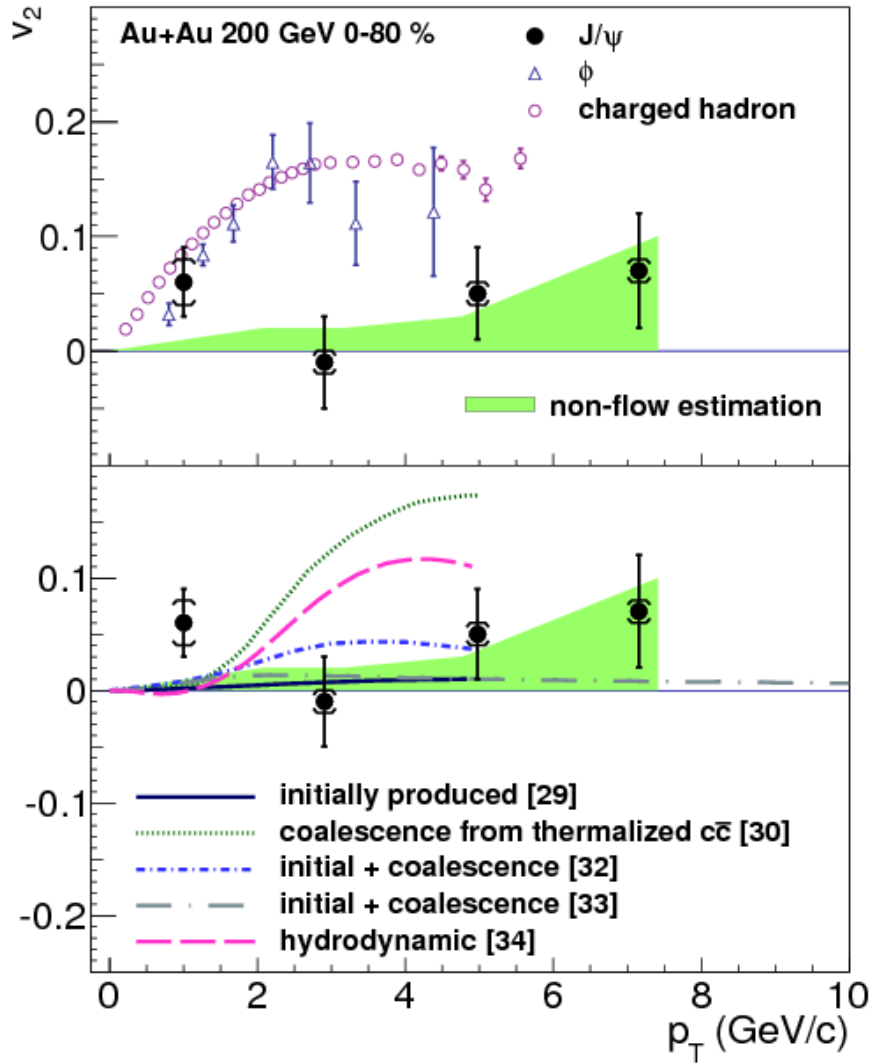 v₂
Au+Au 200 GeV 0-80 %
J/ψ
ϕ
charged hadron
0.2
0.1
0
non-flow estimation
0.1
0
-0.1
-0.2
initially produced [29]
coalescence from thermalized cc̅ [30]
initial + coalescence [32]
initial + coalescence [33]
hydrodynamic [34]
0 2 4 6 8 10
p_T (GeV/c)